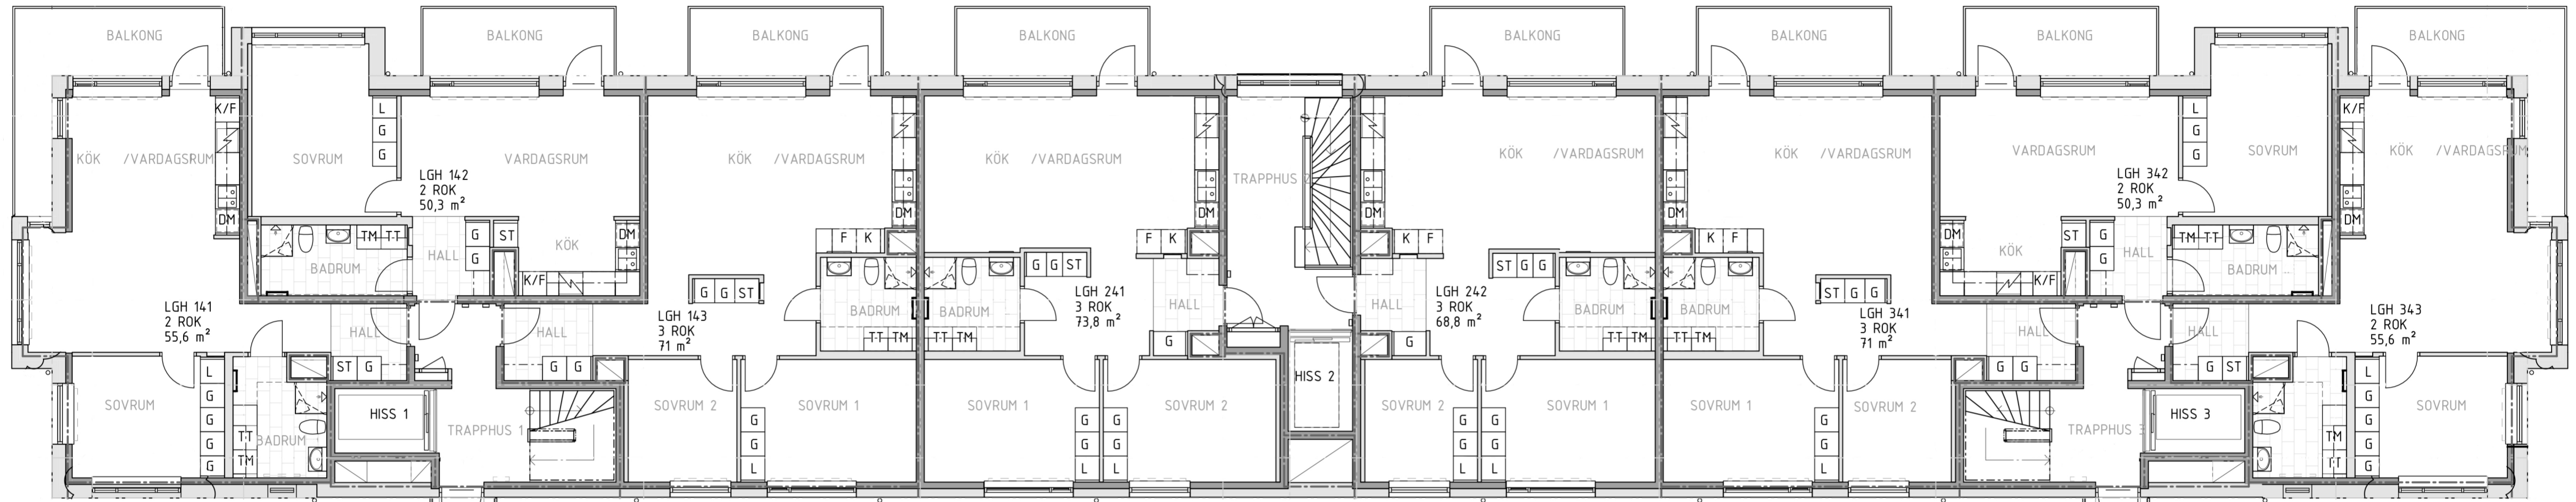 BALKONG
BALKONG
BALKONG
BALKONG
BALKONG
BALKONG
BALKONG
BALKONG
K/F
KÖK /VARDAGSRUM
DM
SOVRUM
L
G
G
LGH 142
2 ROK
50,3 m²
VARDAGSRUM
KÖK
DM
K/F
ST
G
G
HALL
TM TT
BADRUM
LGH 141
2 ROK
55,6 m²
HALL
ST G
SOVRUM
L
G
G
G
G
TT
TM
BADRUM
HISS 1
TRAPPHUS 1
HALL
G G
KÖK /VARDAGSRUM
DM
F K
G G ST
LGH 143
3 ROK
71 m²
BADRUM
TT TM
SOVRUM 2
SOVRUM 1
G
G
L
KÖK /VARDAGSRUM
DM
F K
G G ST
LGH 241
3 ROK
73,8 m²
BADRUM
TT TM
HALL
G
SOVRUM 1
G
G
L
G
G
L
SOVRUM 2
TRAPPHUS 2
HISS 2
KÖK /VARDAGSRUM
DM
K F
ST G G
LGH 242
3 ROK
68,8 m²
HALL
G
BADRUM
TT TM
SOVRUM 2
G
G
L
G
G
L
SOVRUM 1
KÖK /VARDAGSRUM
DM
K F
ST G G
LGH 341
3 ROK
71 m²
BADRUM
TT TM
SOVRUM 1
G
G
L
SOVRUM 2
HALL
G G
VARDAGSRUM
LGH 342
2 ROK
50,3 m²
L
G
G
SOVRUM
DM
KÖK
K/F
ST
G
G
HALL
TM TT
BADRUM
TRAPPHUS 3
HISS 3
HALL
G ST
K/F
KÖK /VARDAGSRUM
DM
LGH 343
2 ROK
55,6 m²
BADRUM
TM
TT
L
G
G
G
G
SOVRUM